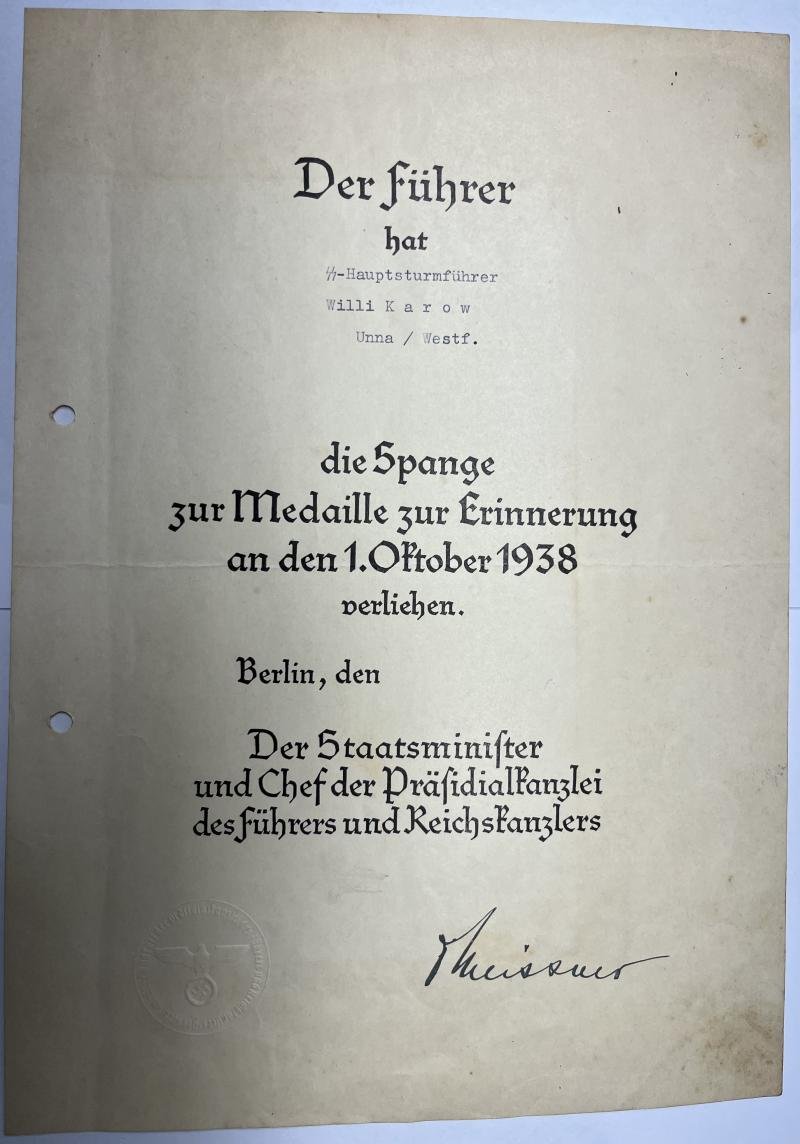 Der Führer
hat
ᛋᛋ-Hauptsturmführer
Willi K a r o w
Unna / Westf.
die Spange
zur Medaille zur Erinnerung
an den 1. Oktober 1938
verliehen.
Berlin, den
Der Staatsminiſter
und Chef der Präſidialkanzlei
des Führers und Reichskanzlers
Meissner